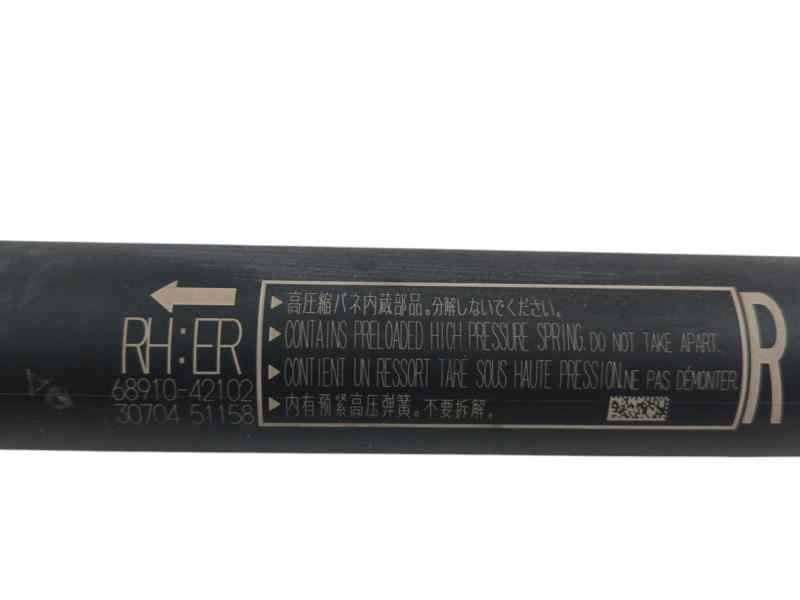 RH:ER
68910-42102
30704 51158
▶高圧縮バネ内蔵部品。分解しないでください。
▶CONTAINS PRELOADED HIGH PRESSURE SPRING. DO NOT TAKE APART.
▶CONTIENT UN RESSORT TARÉ SOUS HAUTE PRESSION. NE PAS DÉMONTER.
▶内有预紧高压弹簧。不要拆解。
R